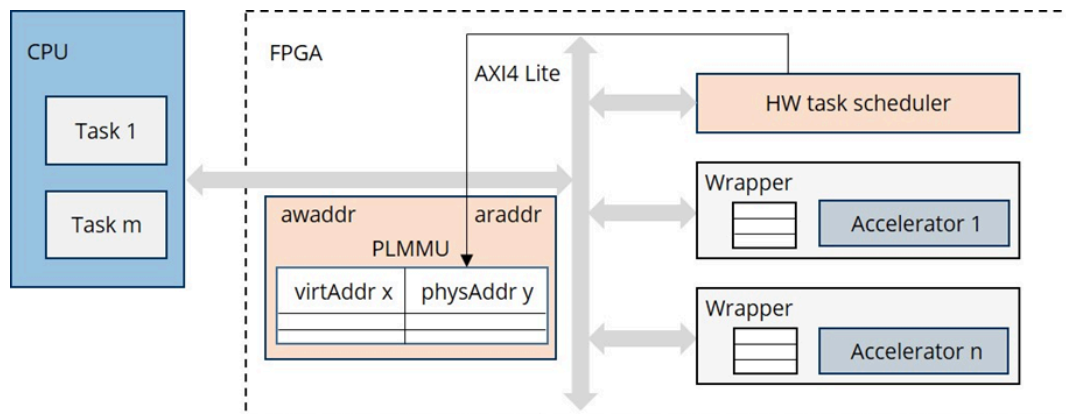 CPU
Task 1
Task m
FPGA
AXI4 Lite
HW task scheduler
awaddr araddr
PLMMU
virtAddr x physAddr y
Wrapper
Accelerator 1
Wrapper
Accelerator n